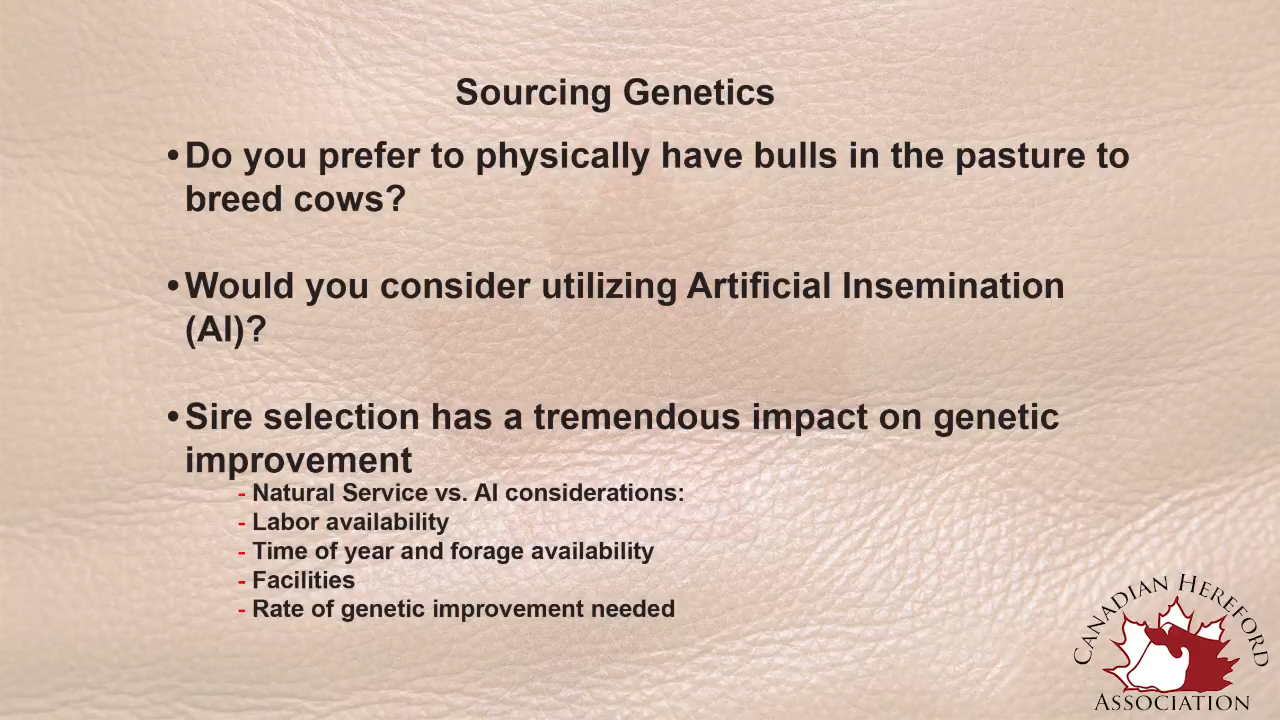 Sourcing Genetics
• Do you prefer to physically have bulls in the pasture to
breed cows?
• Would you consider utilizing Artificial Insemination
(AI)?
• Sire selection has a tremendous impact on genetic
improvement
- Natural Service vs. AI considerations:
- Labor availability
- Time of year and forage availability
- Facilities
- Rate of genetic improvement needed
CANADIAN HEREFORD
ASSOCIATION